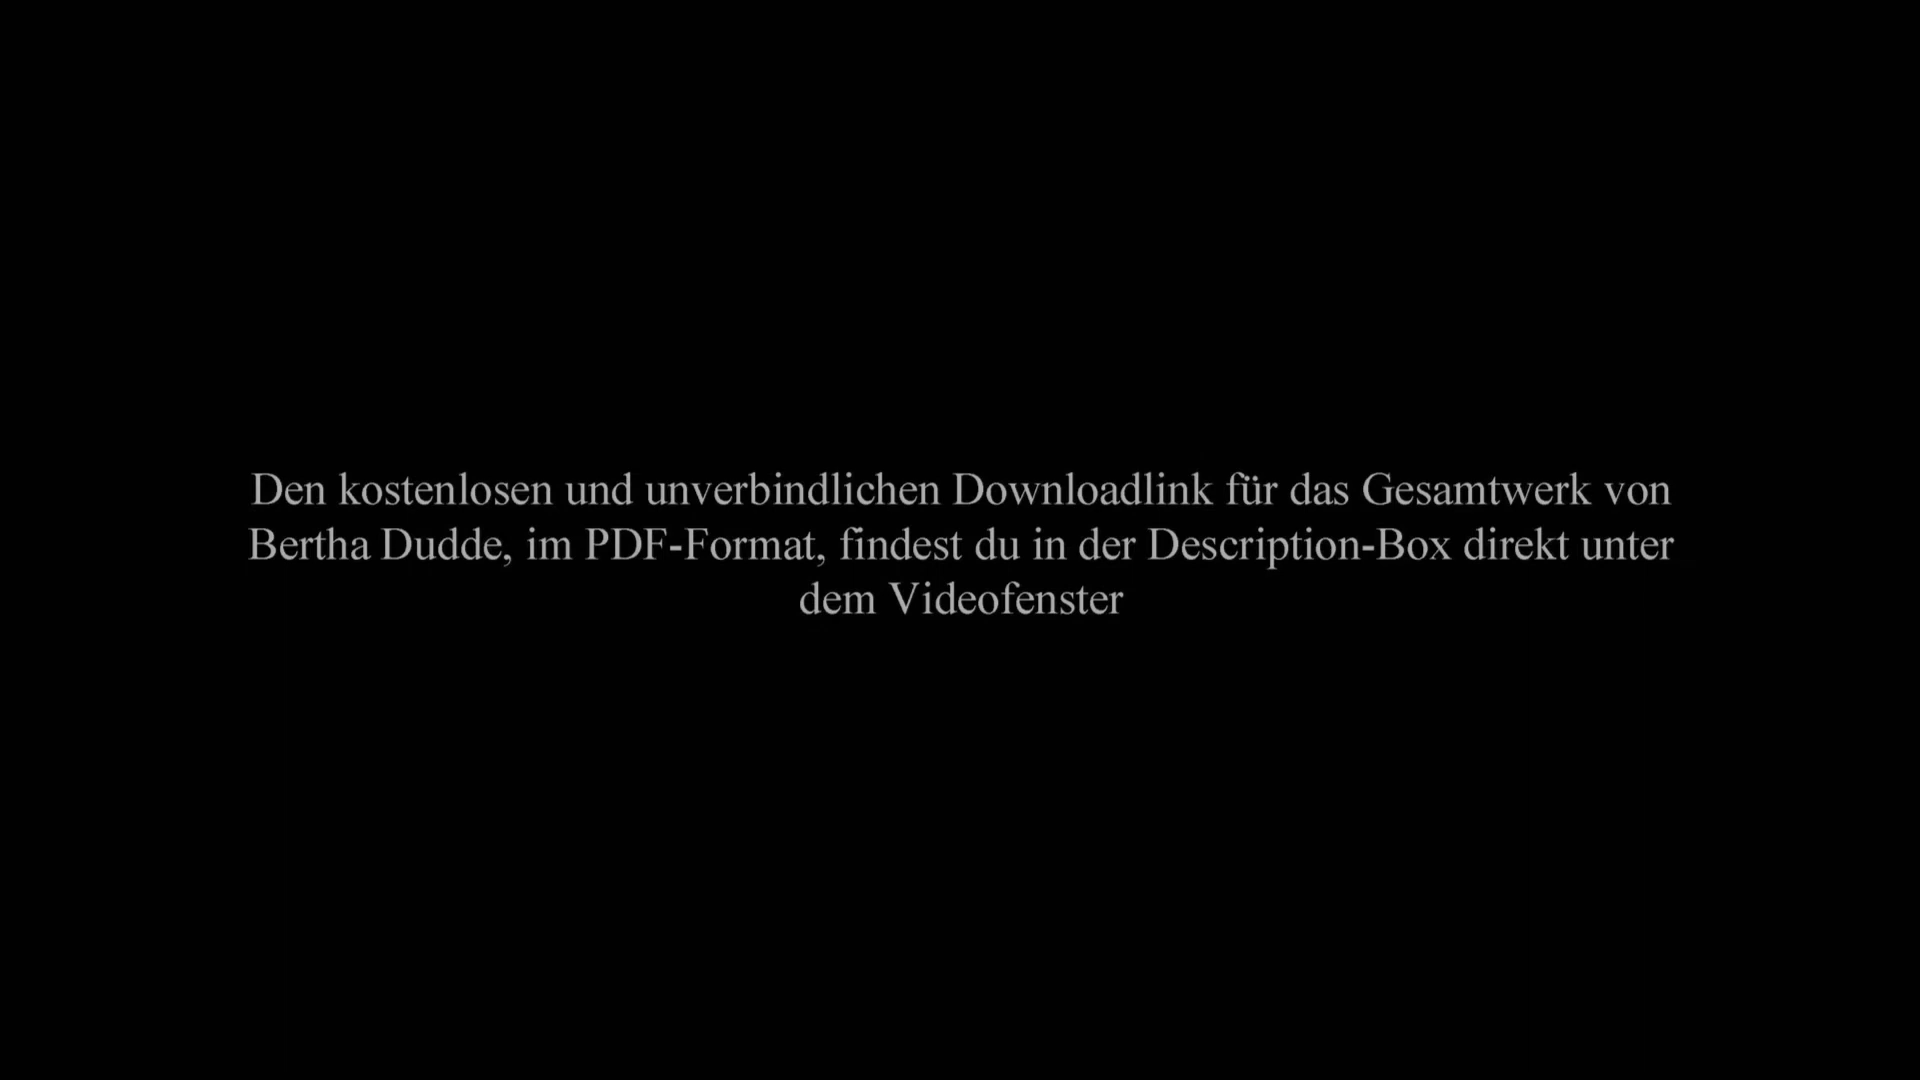 Den kostenlosen und unverbindlichen Downloadlink für das Gesamtwerk von
Bertha Dudde, im PDF-Format, findest du in der Description-Box direkt unter
dem Videofenster